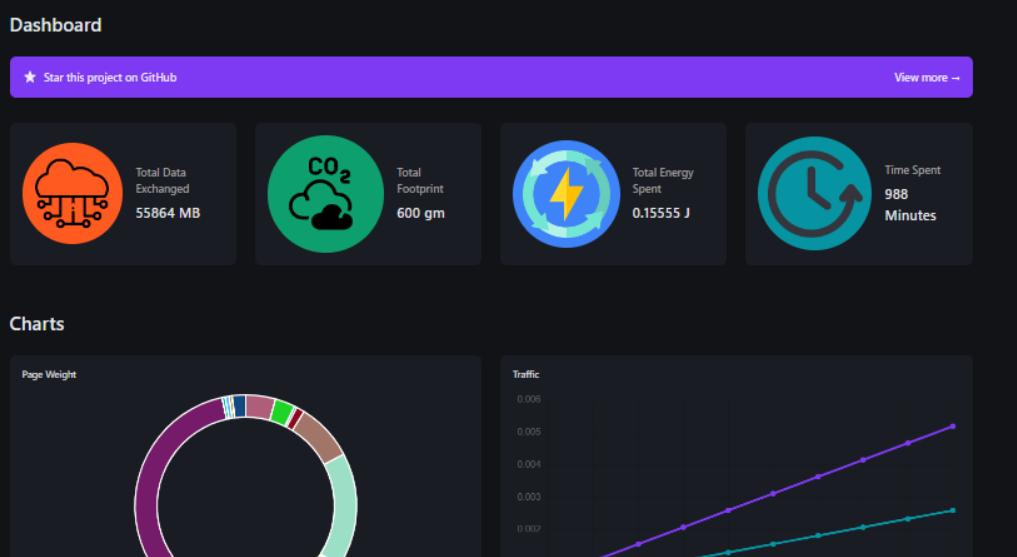 Dashboard
Star this project on GitHub
View more →
CO2
Total Data
Exchanged
55864 MB
Total
Footprint
600 gm
Total Energy
Spent
0.15555 J
Time Spent
988
Minutes
Charts
Page Weight
Traffic
0.006
0.005
0.004
0.003
0.002